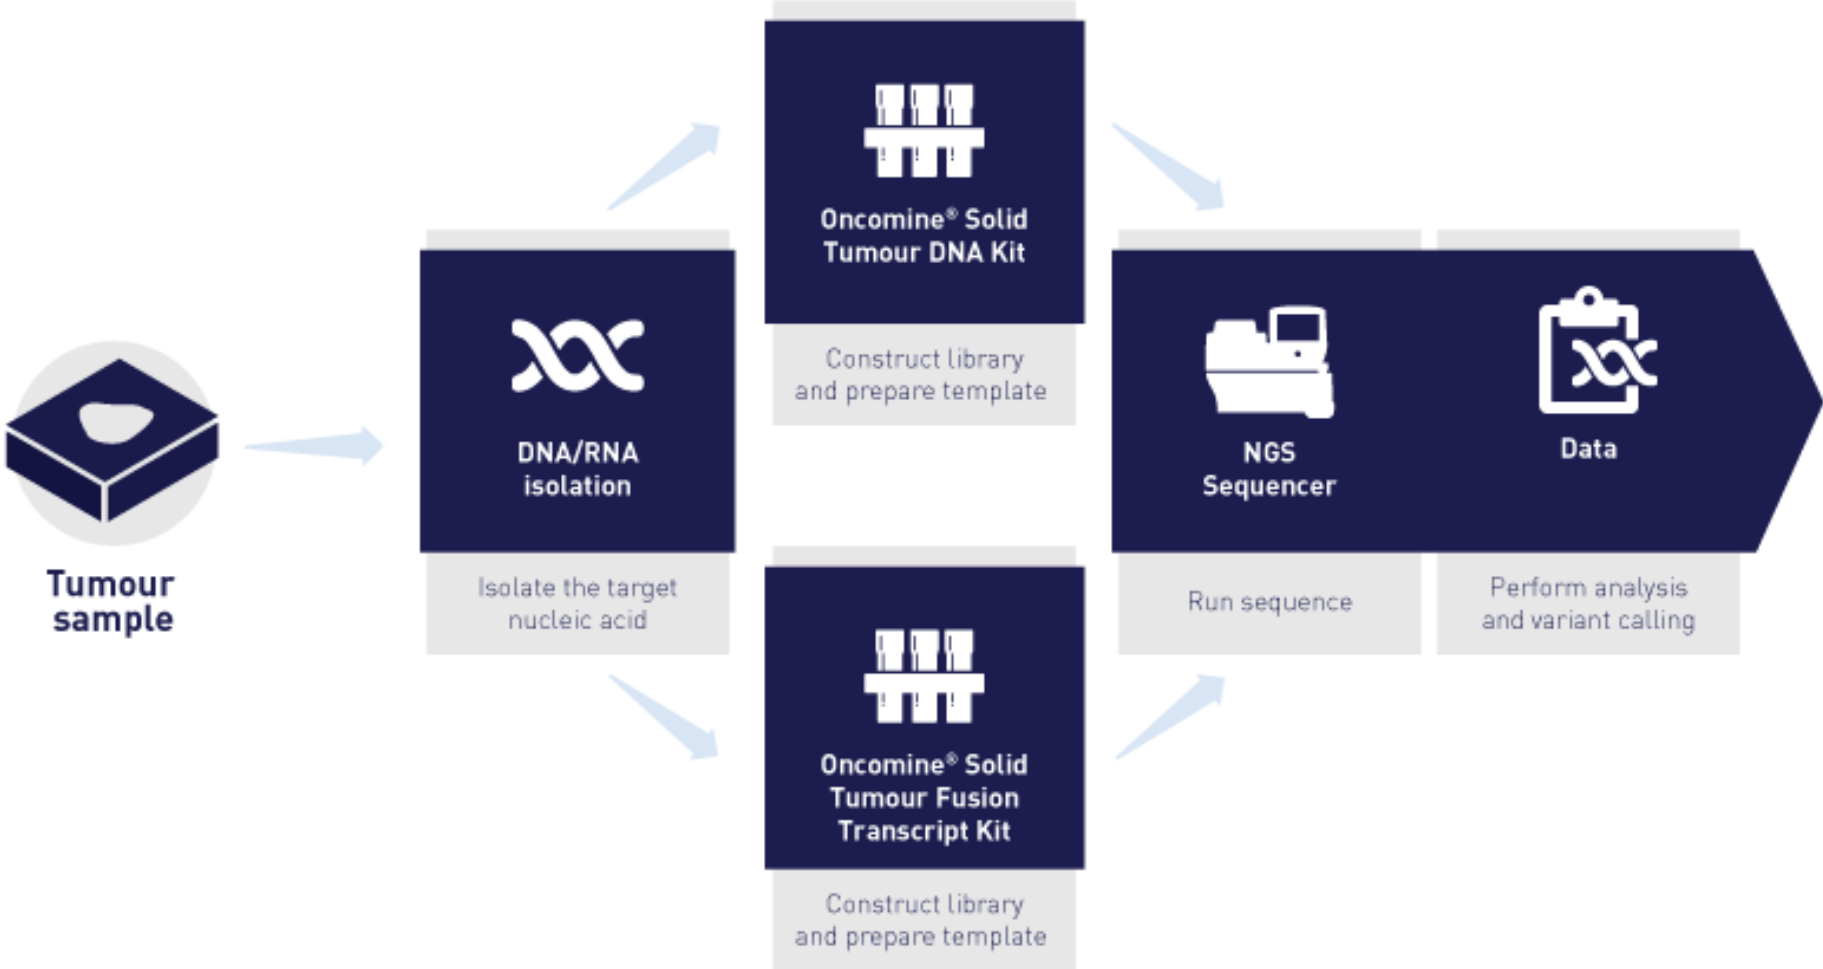 Tumour
sample
DNA/RNA
isolation
Isolate the target
nucleic acid
Oncomine® Solid
Tumour DNA Kit
Construct library
and prepare template
Oncomine® Solid
Tumour Fusion
Transcript Kit
Construct library
and prepare template
NGS
Sequencer
Run sequence
Data
Perform analysis
and variant calling